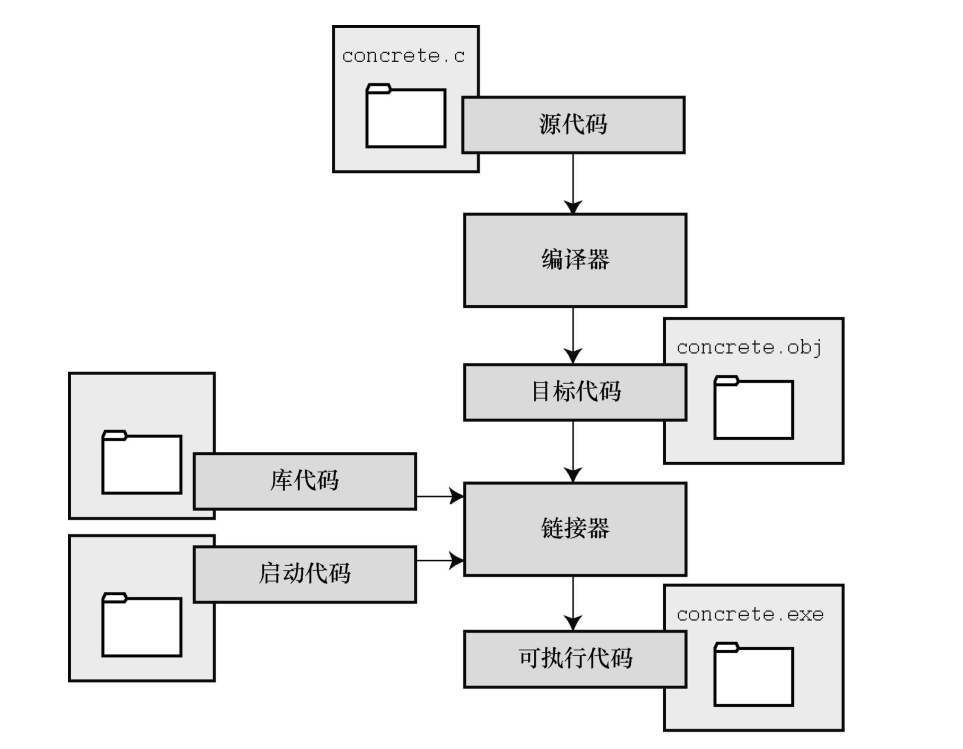 concrete.c
源代码
编译器
concrete.obj
目标代码
库代码
链接器
启动代码
concrete.exe
可执行代码